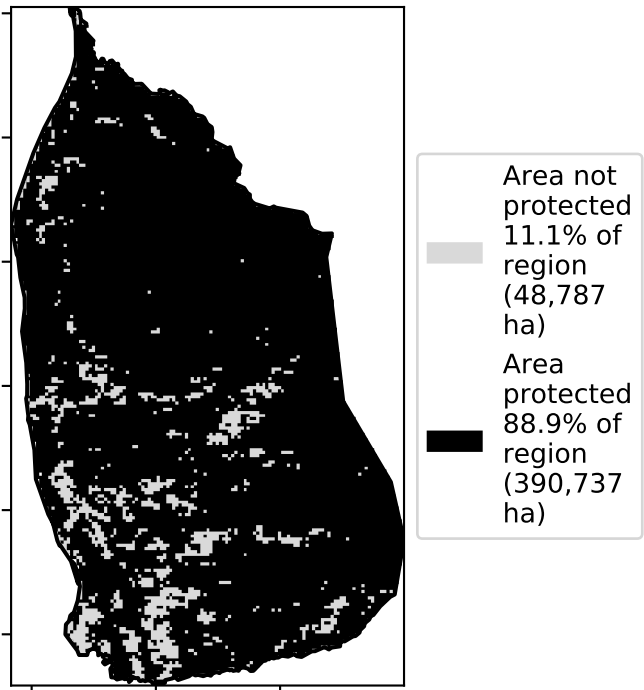 Area not
protected
11.1% of
region
(48,787
ha)
Area
protected
88.9% of
region
(390,737
ha)